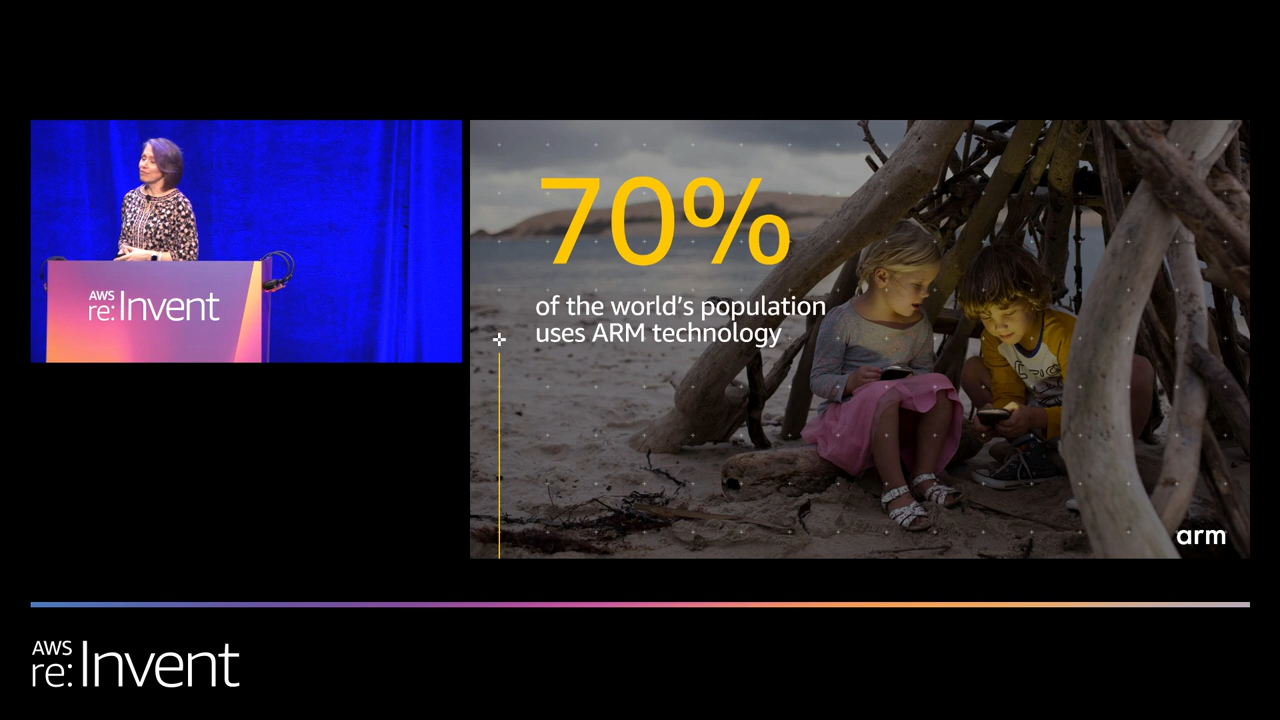 AWS
re:Invent
70%
of the world's population
uses ARM technology
arm
AWS
re:Invent